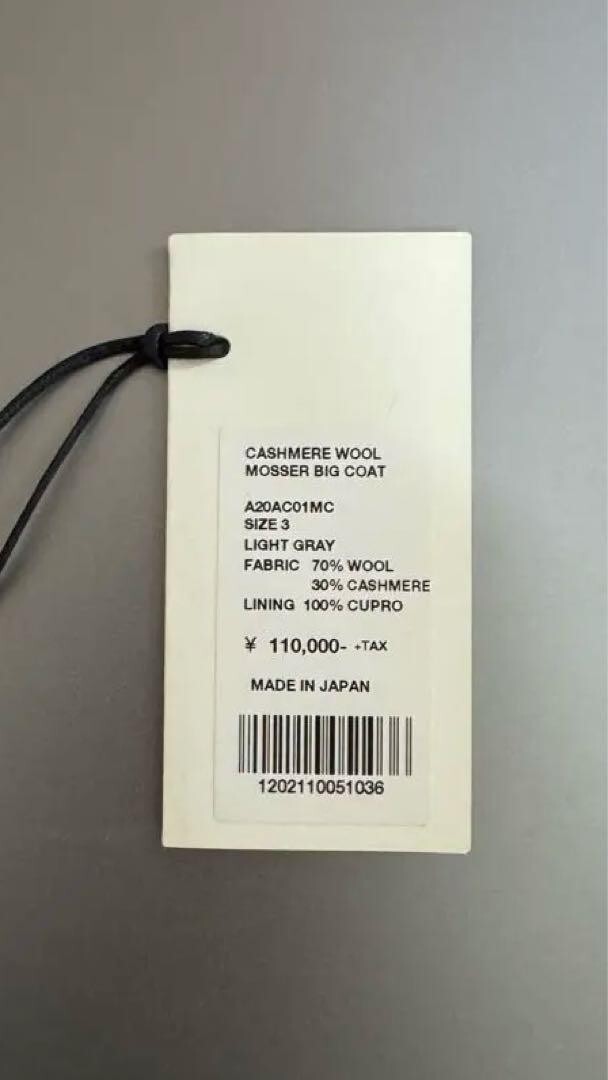 CASHMERE WOOL
MOSSER BIG COAT
A20AC01MC
SIZE 3
LIGHT GRAY
FABRIC 70% WOOL
30% CASHMERE
LINING 100% CUPRO
¥ 110,000- +TAX
MADE IN JAPAN
1202110051036